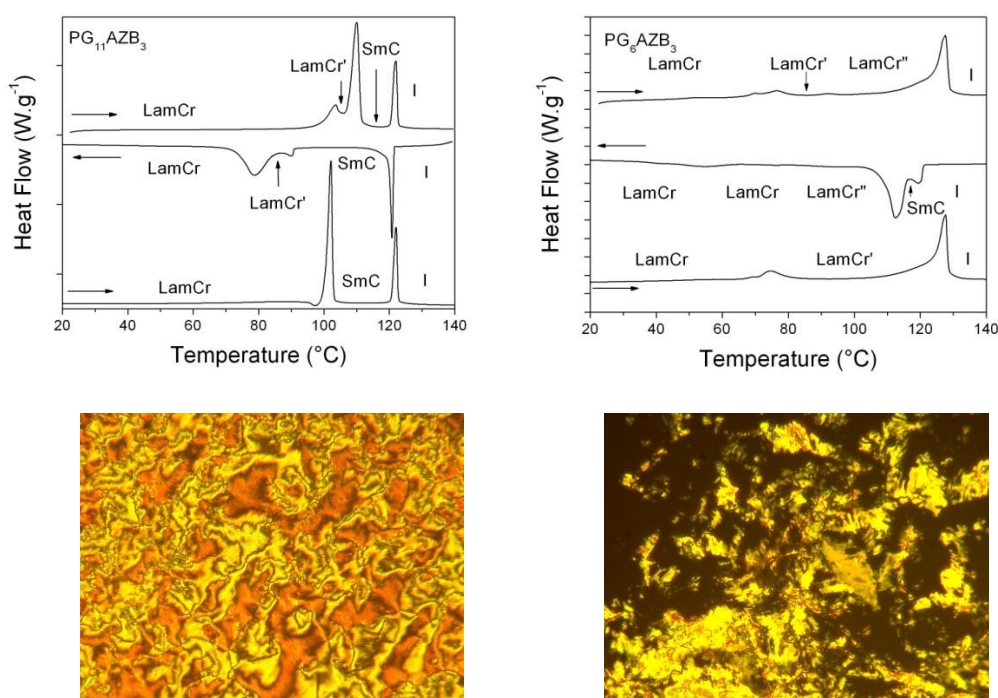 PG₁₁AZB₃
SmC
LamCr'
I
LamCr
SmC
LamCr
I
LamCr'
LamCr
SmC
I
Heat Flow (W.g⁻¹)
20 40 60 80 100 120 140
Temperature (°C)
PG₆AZB₃
LamCr LamCr' LamCr"
I
LamCr LamCr LamCr" I
SmC
LamCr LamCr' I
Heat Flow (W.g⁻¹)
20 40 60 80 100 120 140
Temperature (°C)